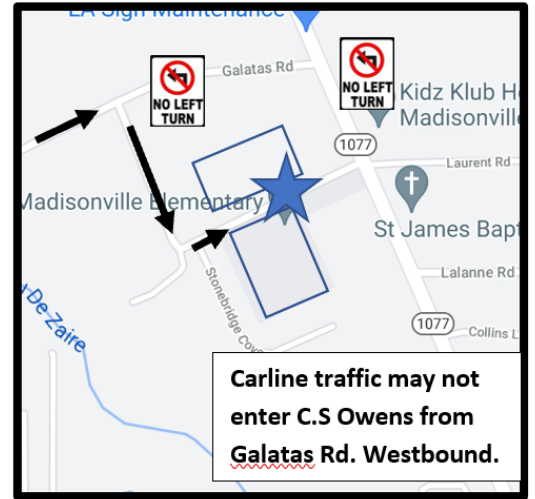 LA Sign Maintenance
NO LEFT
TURN
Galatas Rd
NO LEFT
TURN
Kidz Klub H
Madisonville
1077
Laurent Rd
Madisonville Elementary
St James Bapt
Lalanne Rd
Stonebridge Cove
De Zaire
1077
Collins L
Carline traffic may not
enter C.S Owens from
Galatas Rd. Westbound.